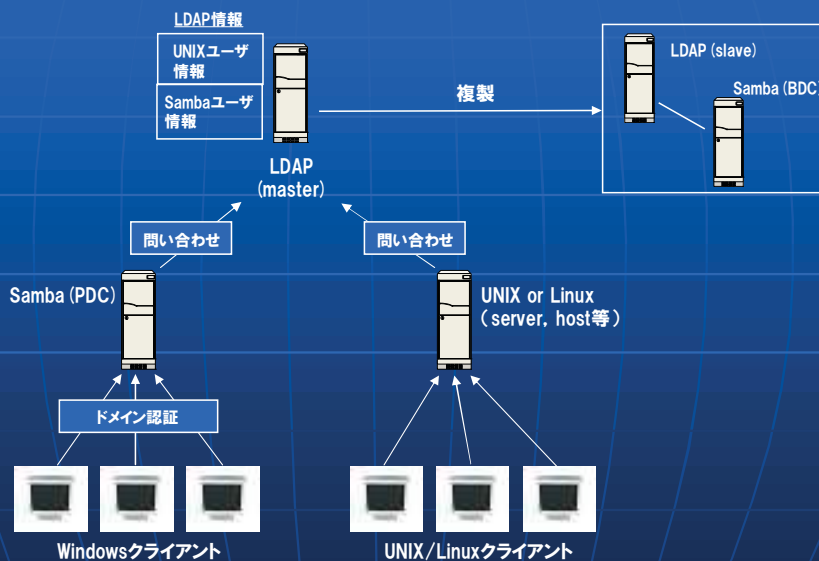 LDAP情報
UNIXユーザ
情報
Sambaユーザ
情報
LDAP
(master)
複製
LDAP (slave)
Samba (BDC)
問い合わせ
問い合わせ
Samba (PDC)
UNIX or Linux
（server, host等）
ドメイン認証
Windowsクライアント
UNIX/Linuxクライアント